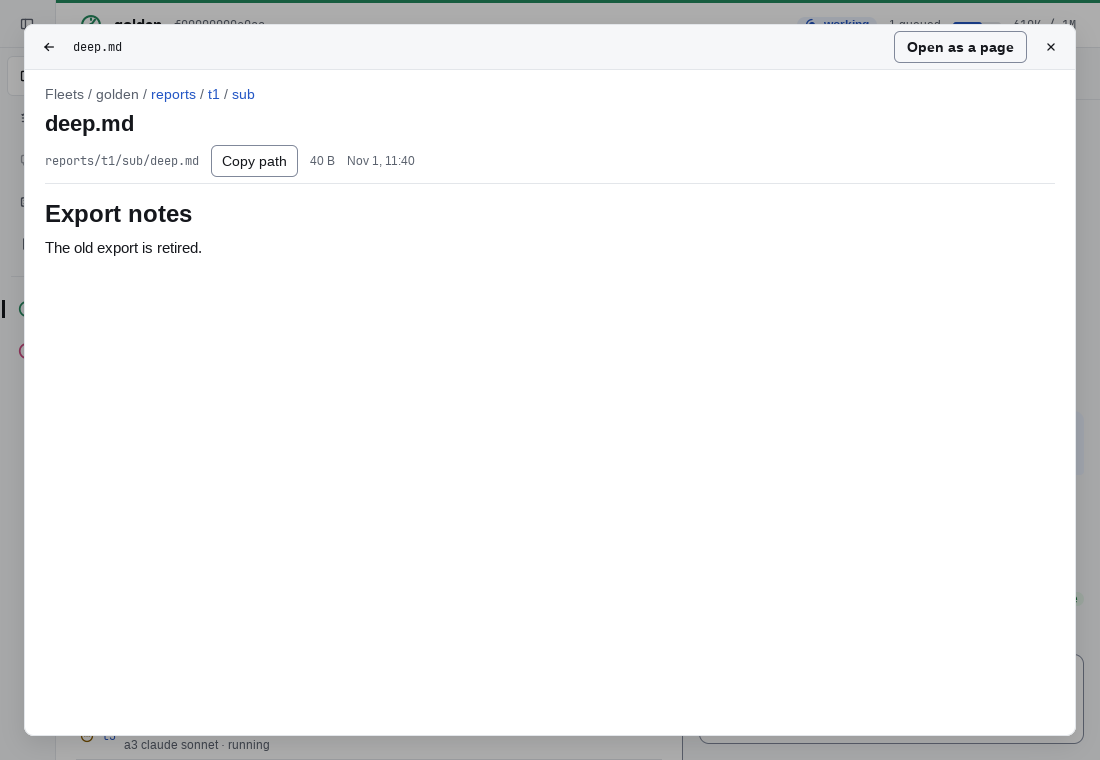 deep.md
Open as a page
Fleets / golden / reports / t1 / sub
deep.md
reports/t1/sub/deep.md
Copy path
40 B
Nov 1, 11:40
Export notes
The old export is retired.
a3 claude sonnet · running